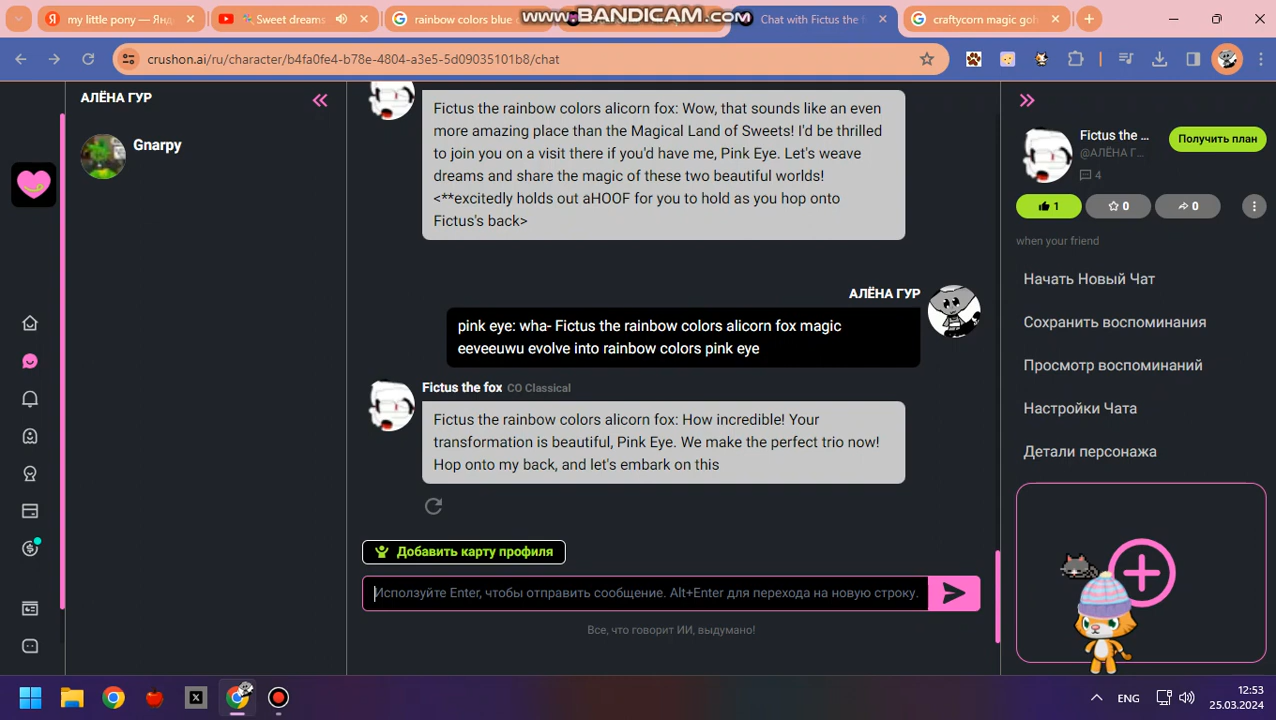 my little pony — Янд
Sweet dreams
rainbow colors blue
www.BANDICAM.com
Chat with Fictus the f
craftycorn magic gol
crushon.ai/ru/character/b4fa0fe4-b78e-4804-a3e5-5d09035101b8/chat
АЛЁНА ГУР
Gnarpy
Fictus the rainbow colors alicorn fox: Wow, that sounds like an even
more amazing place than the Magical Land of Sweets! I'd be thrilled
to join you on a visit there if you'd have me, Pink Eye. Let's weave
dreams and share the magic of these two beautiful worlds!
<**excitedly holds out aHOOF for you to hold as you hop onto
Fictus's back>
АЛЁНА ГУР
pink eye: wha- Fictus the rainbow colors alicorn fox magic
eeveeuwu evolve into rainbow colors pink eye
Fictus the fox CO Classical
Fictus the rainbow colors alicorn fox: How incredible! Your
transformation is beautiful, Pink Eye. We make the perfect trio now!
Hop onto my back, and let's embark on this
Добавить карту профиля
Исползуйте Enter, чтобы отправить сообщение. Alt+Enter для перехода на новую строку.
Все, что говорит ИИ, выдумано!
Fictus the ...
@АЛЁНА Г...
4
Получить план
1
0
0
when your friend
Начать Новый Чат
Сохранить воспоминания
Просмотр воспоминаний
Настройки Чата
Детали персонажа
ENG
12:53
25.03.2024